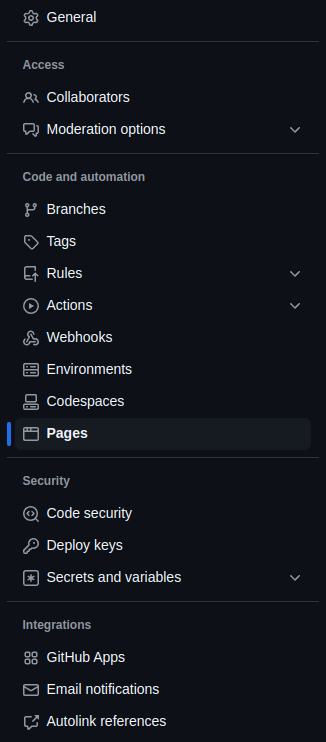 General
Access
Collaborators
Moderation options
Code and automation
Branches
Tags
Rules
Actions
Webhooks
Environments
Codespaces
Pages
Security
Code security
Deploy keys
Secrets and variables
Integrations
GitHub Apps
Email notifications
Autolink references